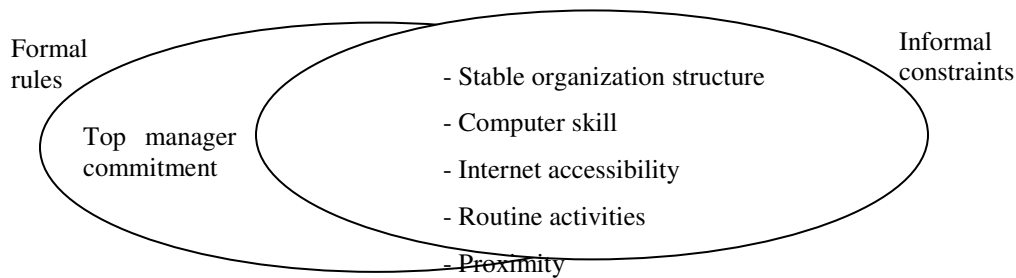 Formal
rules
Informal
constraints
Top manager
commitment
- Stable organization structure
- Computer skill
- Internet accessibility
- Routine activities
- Proximity